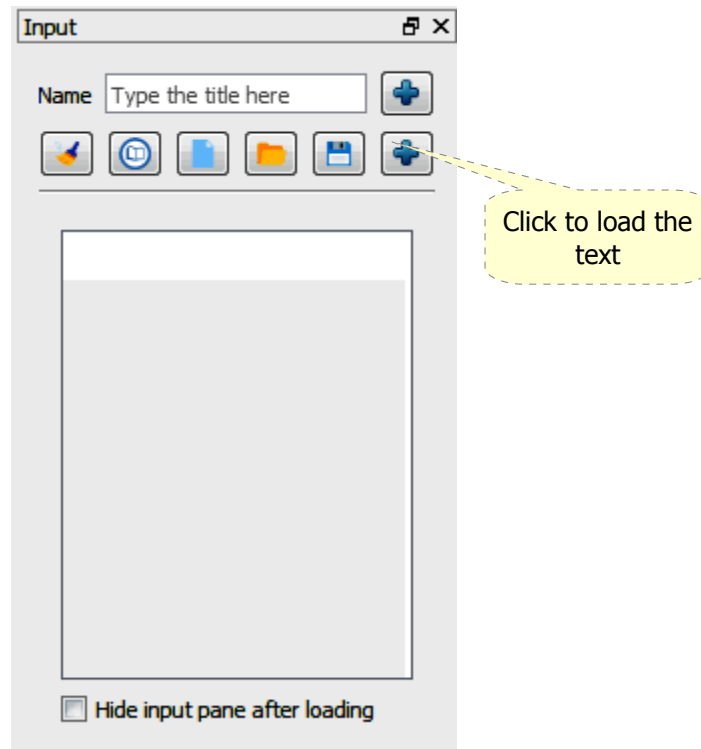 Input
Name Type the title here
Click to load the
text
Hide input pane after loading